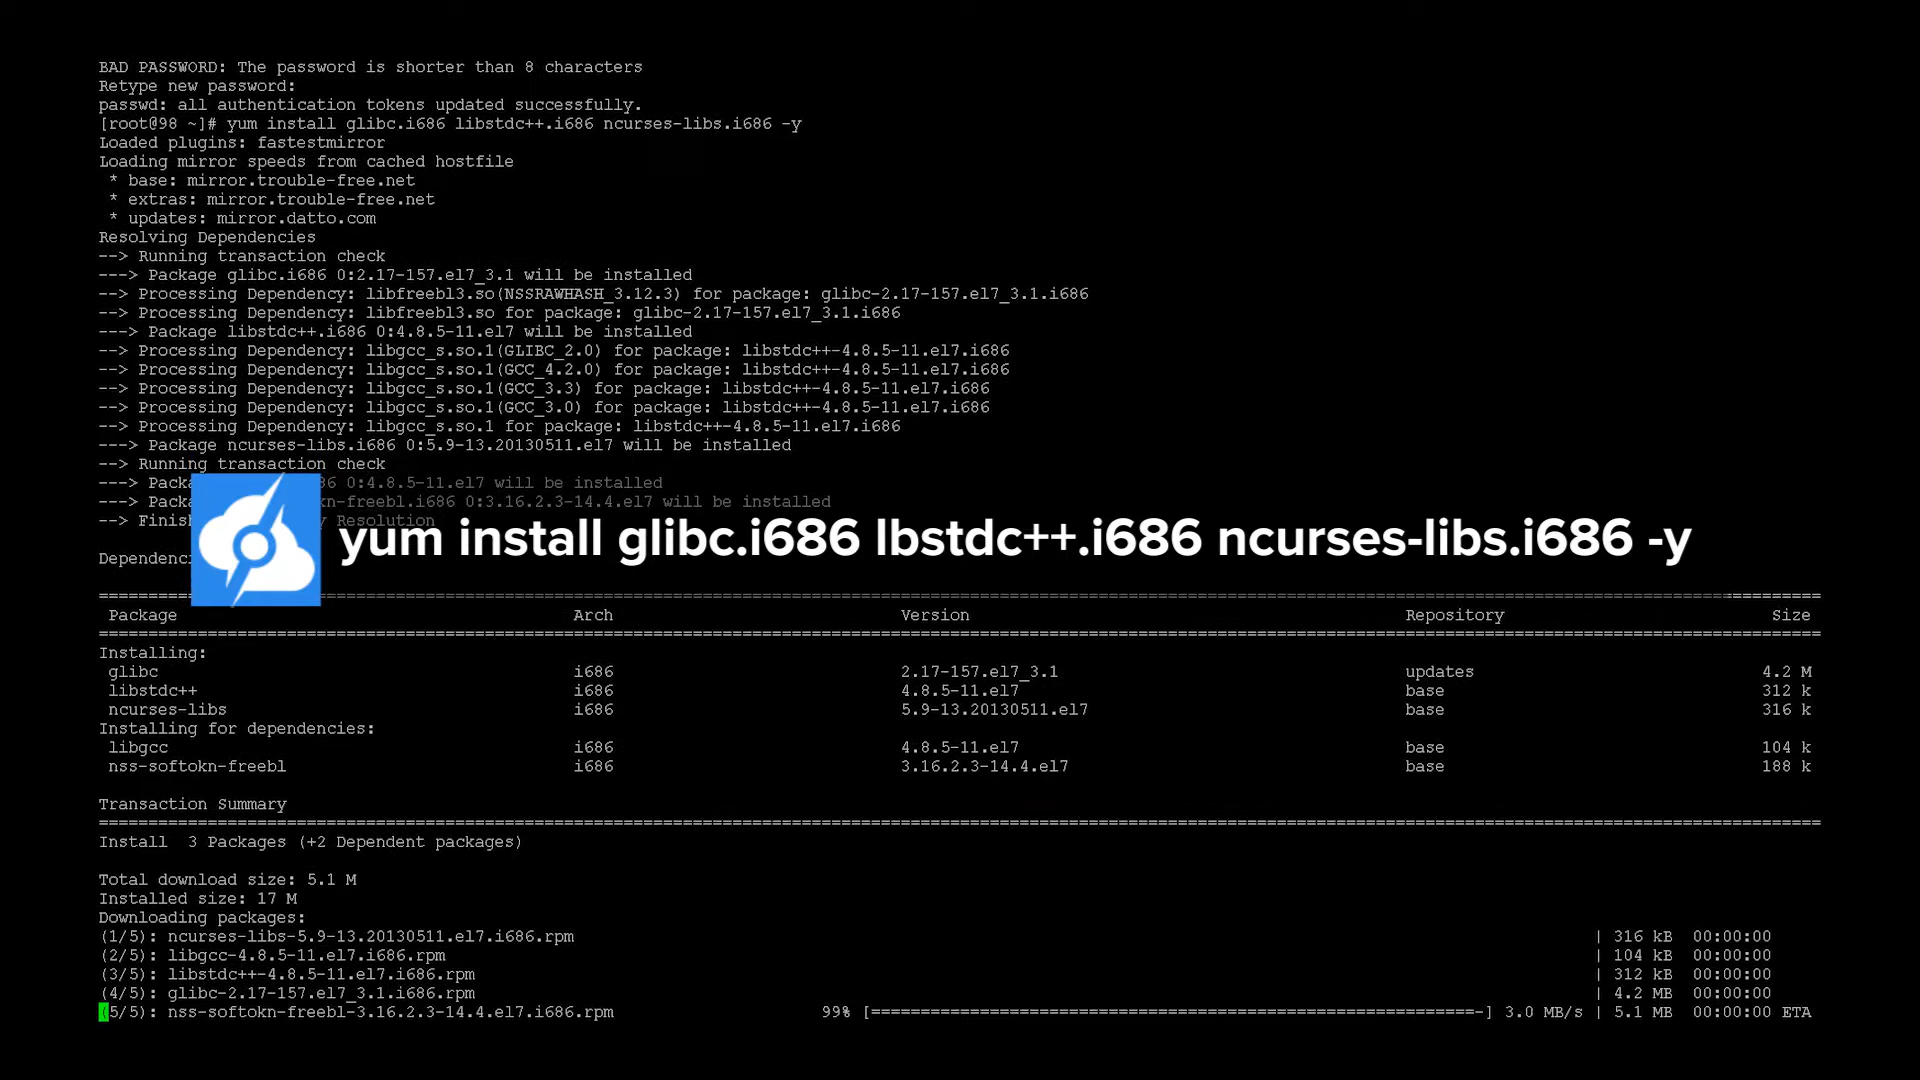 BAD PASSWORD: The password is shorter than 8 characters
Retype new password:
passwd: all authentication tokens updated successfully.
[root@98 ~]# yum install glibc.i686 libstdc++.i686 ncurses-libs.i686 -y
Loaded plugins: fastestmirror
Loading mirror speeds from cached hostfile
* base: mirror.trouble-free.net
* extras: mirror.trouble-free.net
* updates: mirror.datto.com
Resolving Dependencies
--> Running transaction check
---> Package glibc.i686 0:2.17-157.el7_3.1 will be installed
--> Processing Dependency: libfreebl3.so(NSSRAWHASH_3.12.3) for package: glibc-2.17-157.el7_3.1.i686
--> Processing Dependency: libfreebl3.so for package: glibc-2.17-157.el7_3.1.i686
---> Package libstdc++.i686 0:4.8.5-11.el7 will be installed
--> Processing Dependency: libgcc_s.so.1(GLIBC_2.0) for package: libstdc++-4.8.5-11.el7.i686
--> Processing Dependency: libgcc_s.so.1(GCC_4.2.0) for package: libstdc++-4.8.5-11.el7.i686
--> Processing Dependency: libgcc_s.so.1(GCC_3.3) for package: libstdc++-4.8.5-11.el7.i686
--> Processing Dependency: libgcc_s.so.1(GCC_3.0) for package: libstdc++-4.8.5-11.el7.i686
--> Processing Dependency: libgcc_s.so.1 for package: libstdc++-4.8.5-11.el7.i686
---> Package ncurses-libs.i686 0:5.9-13.20130511.el7 will be installed
--> Running transaction check
---> Packa 86 0:4.8.5-11.el7 will be installed
---> Packa kn-freebl.i686 0:3.16.2.3-14.4.el7 will be installed
--> Finish y Resolution
yum install glibc.i686 lbstdc++.i686 ncurses-libs.i686 -y
Dependenci
Package Arch Version Repository Size
Installing:
glibc i686 2.17-157.el7_3.1 updates 4.2 M
libstdc++ i686 4.8.5-11.el7 base 312 k
ncurses-libs i686 5.9-13.20130511.el7 base 316 k
Installing for dependencies:
libgcc i686 4.8.5-11.el7 base 104 k
nss-softokn-freebl i686 3.16.2.3-14.4.el7 base 188 k
Transaction Summary
Install 3 Packages (+2 Dependent packages)
Total download size: 5.1 M
Installed size: 17 M
Downloading packages:
(1/5): ncurses-libs-5.9-13.20130511.el7.i686.rpm | 316 kB 00:00:00
(2/5): libgcc-4.8.5-11.el7.i686.rpm | 104 kB 00:00:00
(3/5): libstdc++-4.8.5-11.el7.i686.rpm | 312 kB 00:00:00
(4/5): glibc-2.17-157.el7_3.1.i686.rpm | 4.2 MB 00:00:00
(5/5): nss-softokn-freebl-3.16.2.3-14.4.el7.i686.rpm 99% [=============================================================-] 3.0 MB/s | 5.1 MB 00:00:00 ETA